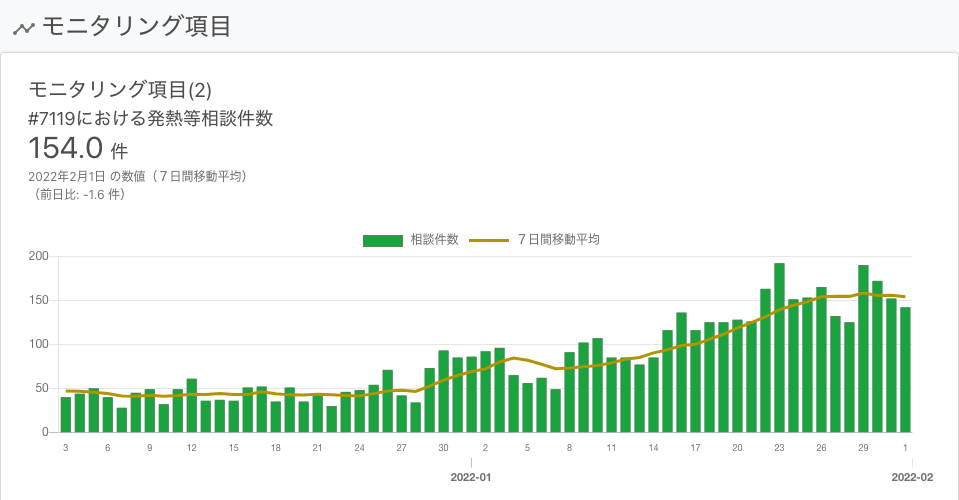 モニタリング項目
モニタリング項目(2)
#7119における発熱等相談件数
154.0 件
2022年2月1日 の数値（７日間移動平均）
（前日比: -1.6 件）
相談件数 ７日間移動平均
200
150
100
50
0
3 6 9 12 15 18 21 24 27 30 2 5 8 11 14 17 20 23 26 29 1
2022-01 2022-02